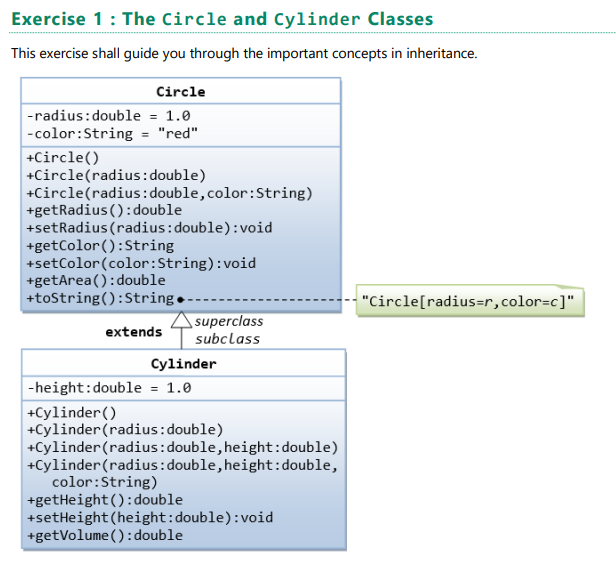 Exercise 1 : The Circle and Cylinder Classes
This exercise shall guide you through the important concepts in inheritance.
Circle
-radius:double = 1.0
-color:String = "red"
+Circle()
+Circle(radius:double)
+Circle(radius:double,color:String)
+getRadius():double
+setRadius(radius:double):void
+getColor():String
+setColor(color:String):void
+getArea():double
+toString():String
"Circle[radius=r,color=c]"
superclass
extends
subclass
Cylinder
-height:double = 1.0
+Cylinder()
+Cylinder(radius:double)
+Cylinder(radius:double,height:double)
+Cylinder(radius:double,height:double,
color:String)
+getHeight():double
+setHeight(height:double):void
+getVolume():double